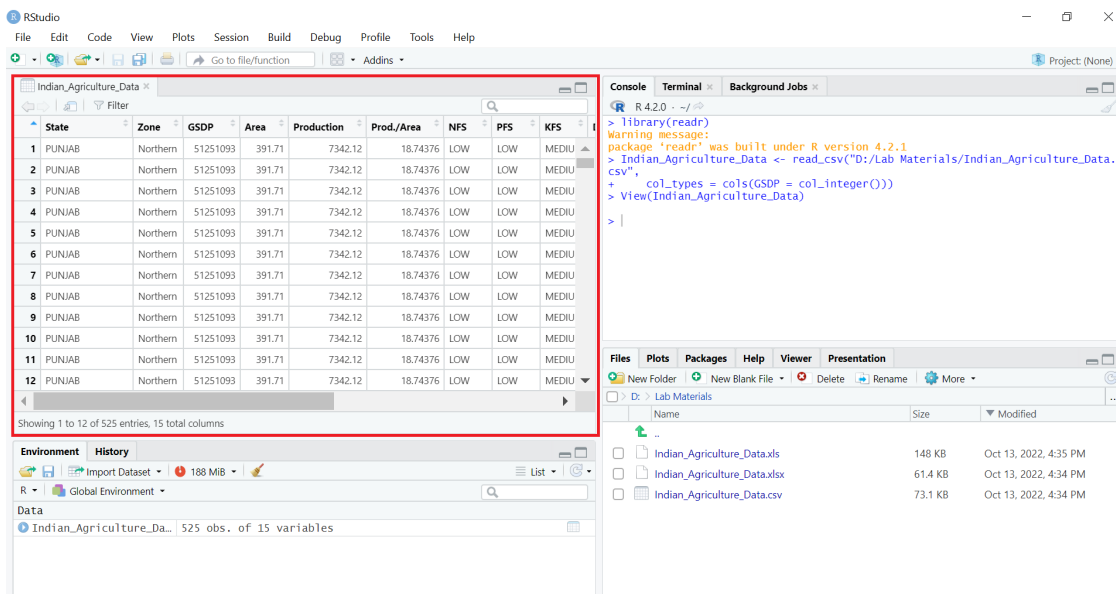 RStudio
File Edit Code View Plots Session Build Debug Profile Tools Help
Go to file/function Addins Project: (None)
Indian_Agriculture_Data
Filter
State Zone GSDP Area Production Prod./Area NFS PFS KFS
1 PUNJAB Northern 51251093 391.71 7342.12 18.74376 LOW LOW MEDIU
2 PUNJAB Northern 51251093 391.71 7342.12 18.74376 LOW LOW MEDIU
3 PUNJAB Northern 51251093 391.71 7342.12 18.74376 LOW LOW MEDIU
4 PUNJAB Northern 51251093 391.71 7342.12 18.74376 LOW LOW MEDIU
5 PUNJAB Northern 51251093 391.71 7342.12 18.74376 LOW LOW MEDIU
6 PUNJAB Northern 51251093 391.71 7342.12 18.74376 LOW LOW MEDIU
7 PUNJAB Northern 51251093 391.71 7342.12 18.74376 LOW LOW MEDIU
8 PUNJAB Northern 51251093 391.71 7342.12 18.74376 LOW LOW MEDIU
9 PUNJAB Northern 51251093 391.71 7342.12 18.74376 LOW LOW MEDIU
10 PUNJAB Northern 51251093 391.71 7342.12 18.74376 LOW LOW MEDIU
11 PUNJAB Northern 51251093 391.71 7342.12 18.74376 LOW LOW MEDIU
12 PUNJAB Northern 51251093 391.71 7342.12 18.74376 LOW LOW MEDIU
Showing 1 to 12 of 525 entries, 15 total columns
Environment History
Import Dataset 188 MiB List
R Global Environment
Data
Indian_Agriculture_Da… 525 obs. of 15 variables
Console Terminal Background Jobs
R 4.2.0 · ~/
> library(readr)
Warning message:
package ‘readr’ was built under R version 4.2.1
> Indian_Agriculture_Data <- read_csv("D:/Lab Materials/Indian_Agriculture_Data.
csv",
+     col_types = cols(GSDP = col_integer()))
> View(Indian_Agriculture_Data)
>
Files Plots Packages Help Viewer Presentation
New Folder New Blank File Delete Rename More
D: > Lab Materials ...
Name Size Modified
..
Indian_Agriculture_Data.xls 148 KB Oct 13, 2022, 4:35 PM
Indian_Agriculture_Data.xlsx 61.4 KB Oct 13, 2022, 4:34 PM
Indian_Agriculture_Data.csv 73.1 KB Oct 13, 2022, 4:34 PM